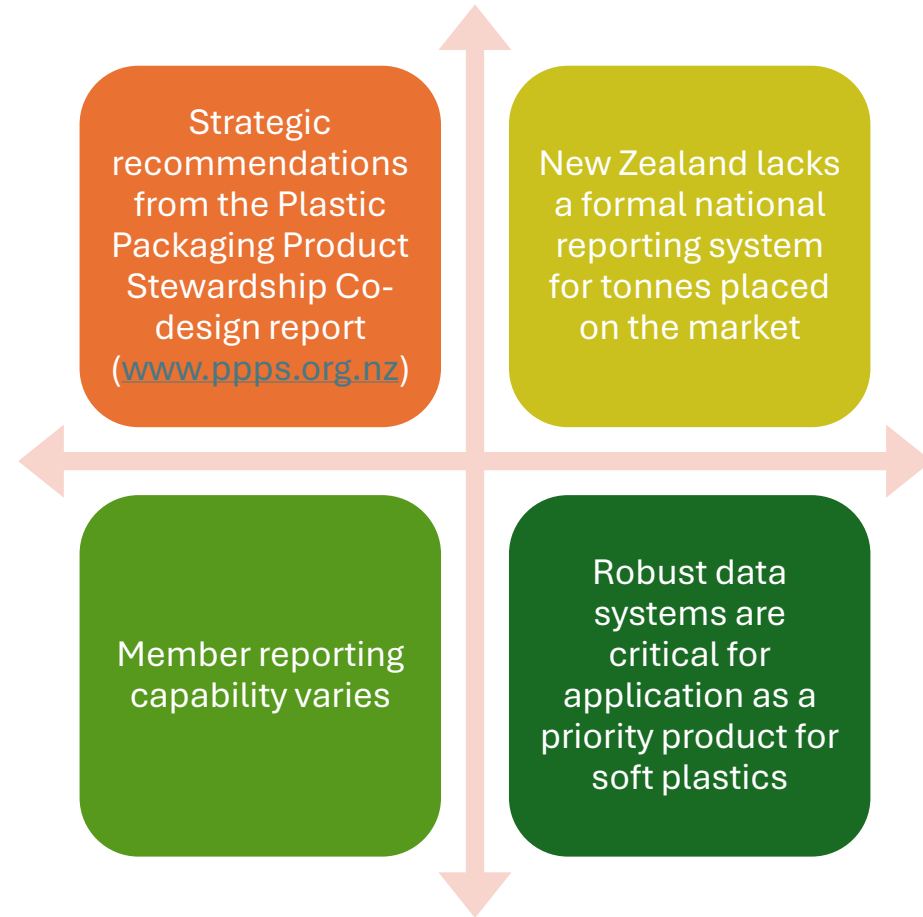 Strategic
recommendations
from the Plastic
Packaging Product
Stewardship Co-
design report
(www.ppps.org.nz)
New Zealand lacks
a formal national
reporting system
for tonnes placed
on the market
Member reporting
capability varies
Robust data
systems are
critical for
application as a
priority product for
soft plastics